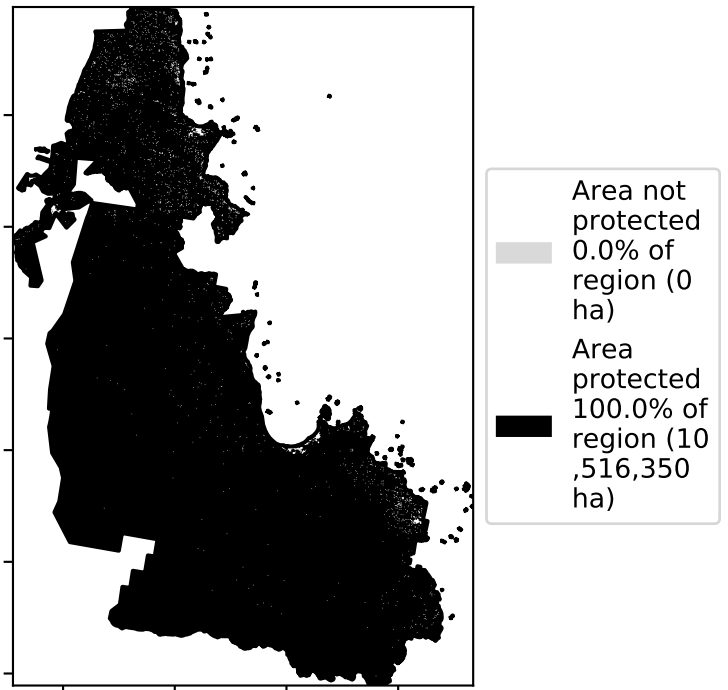 Area not
protected
0.0% of
region (0
ha)
Area
protected
100.0% of
region (10
,516,350
ha)